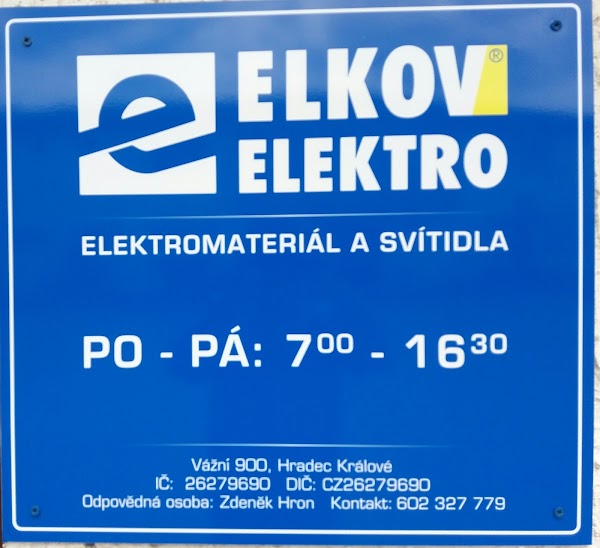 e ELKOV®
ELEKTRO
ELEKTROMATERIÁL A SVÍTIDLA
PO - PÁ: 7⁰⁰ - 16³⁰
Vážní 900, Hradec Králové
IČ: 26279690 DIČ: CZ26279690
Odpovědná osoba: Zdeněk Hron Kontakt: 602 327 779